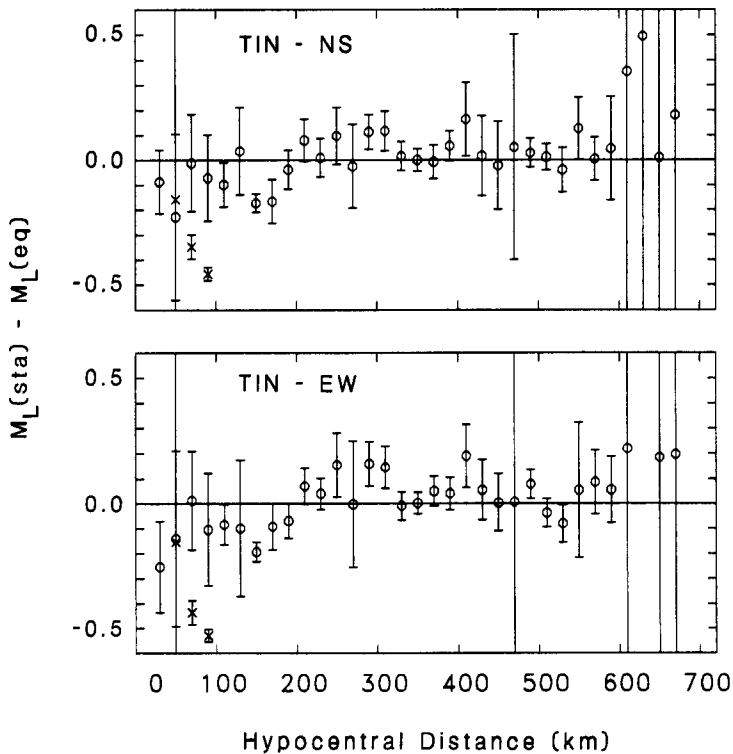 0.5
TIN - NS
0.0
-0.5
M_L(sta) - M_L(eq)
0.5
TIN - EW
0.0
-0.5
0 100 200 300 400 500 600 700
Hypocentral Distance (km)